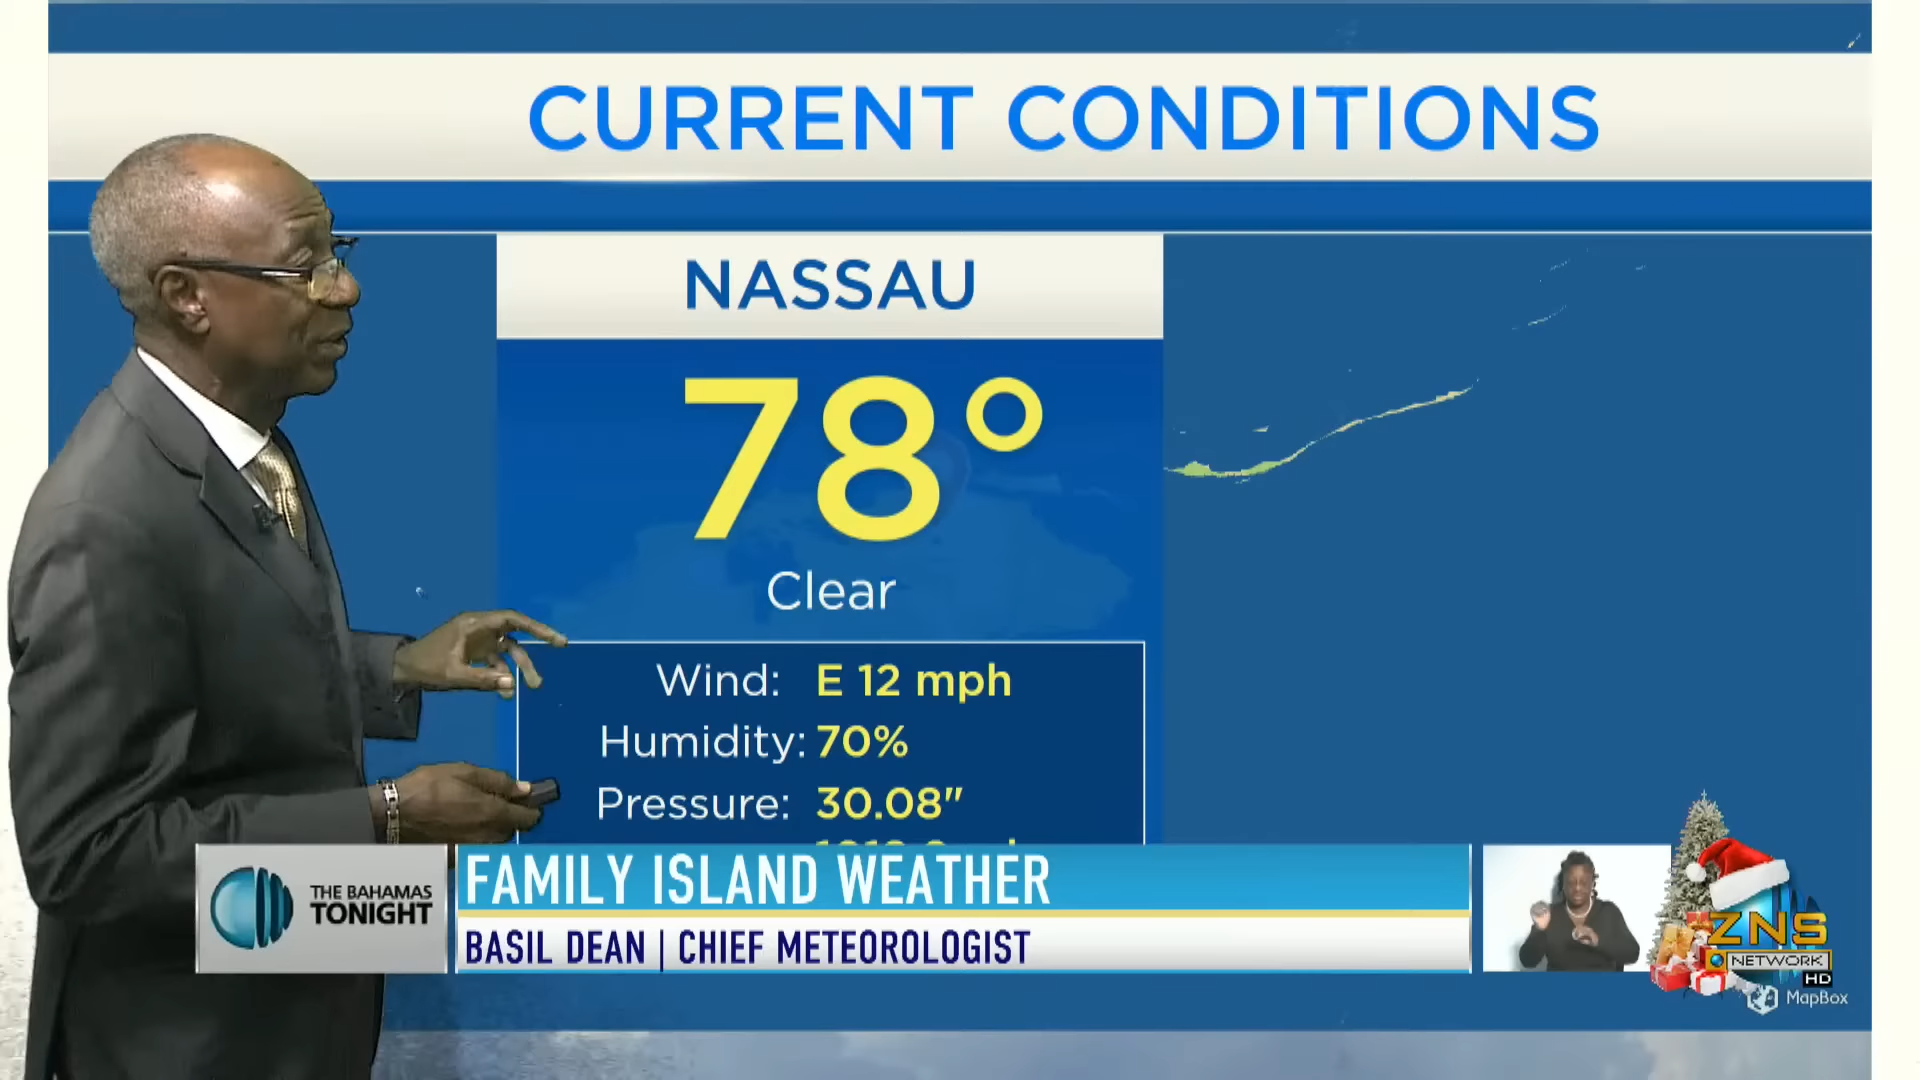 CURRENT CONDITIONS
NASSAU
78°
Clear
Wind: E 12 mph
Humidity: 70%
Pressure: 30.08"
THE BAHAMAS
TONIGHT
FAMILY ISLAND WEATHER
BASIL DEAN | CHIEF METEOROLOGIST
ZNS
NETWORK
HD
MapBox